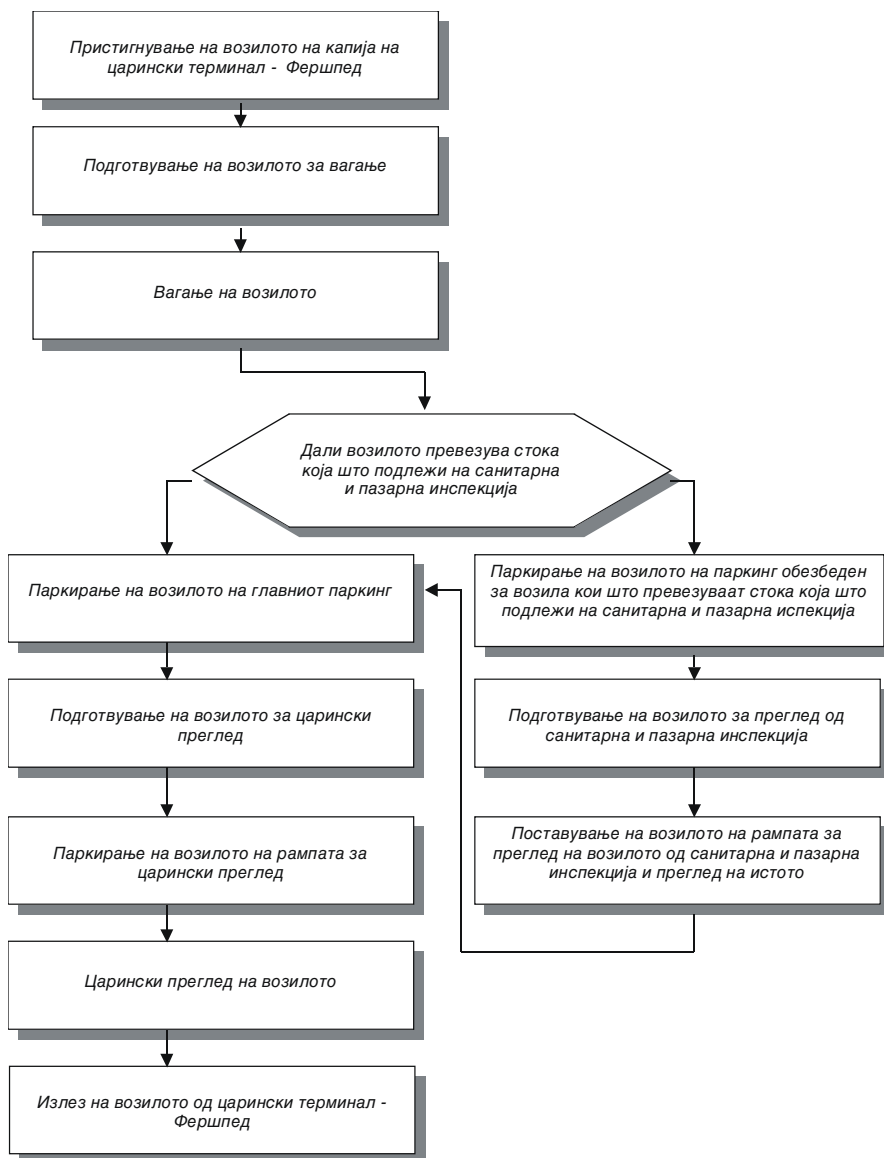 Пристигнување на возилото на капија на
царински терминал - Фершпед
Подготвување на возилото за вагање
Вагање на возилото
Дали возилото превезува стока
која што подлежи на санитарна
и пазарна инспекција
Паркирање на возилото на главниот паркинг
Паркирање на возилото на паркинг обезбеден
за возила кои што превезуваат стока која што
подлежи на санитарна и пазарна испекција
Подготвување на возилото за царински
преглед
Подготвување на возилото за преглед од
санитарна и пазарна инспекција
Паркирање на возилото на рампата за
царински преглед
Поставување на возилото на рампата за
преглед на возилото од санитарна и пазарна
инспекција и преглед на истото
Царински преглед на возилото
Излез на возилото од царински терминал -
Фершпед